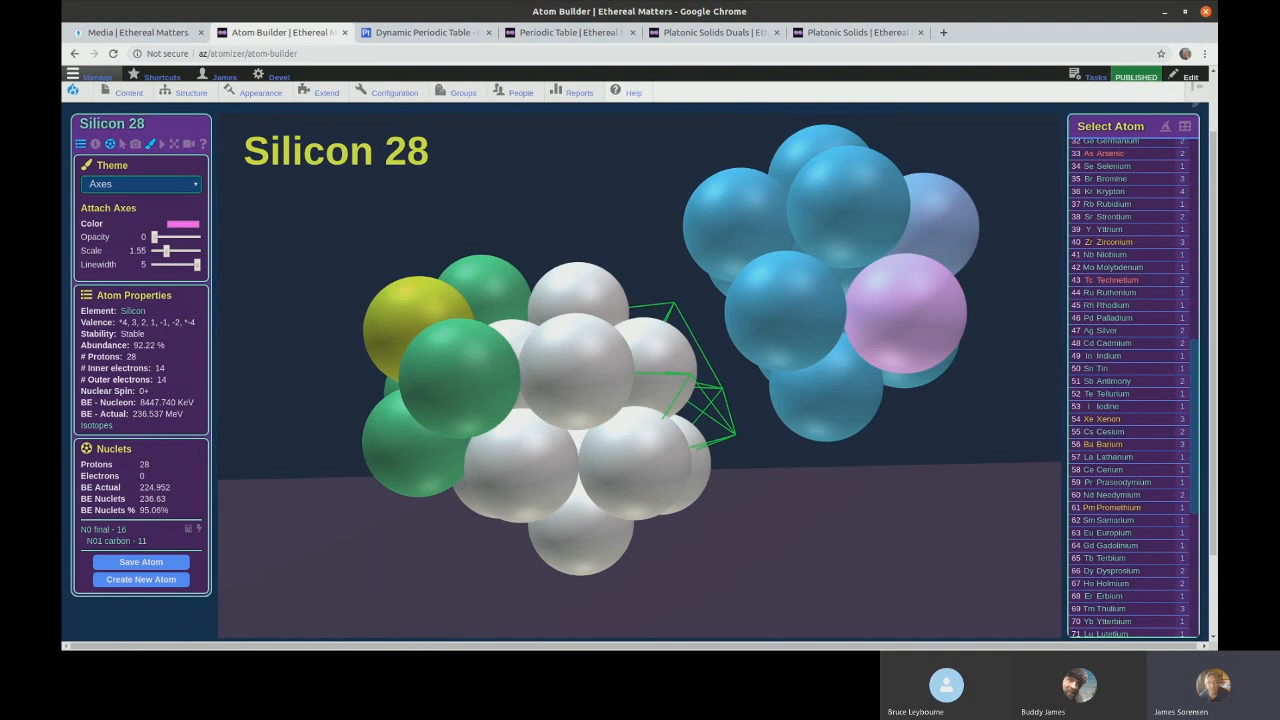 Atom Builder | Ethereal Matters - Google Chrome
Media | Ethereal Matters
Atom Builder | Ethereal M
Dynamic Periodic Table -
Periodic Table | Ethereal
Platonic Solids Duals | Et
Platonic Solids | Ethereal
Not secure
az/atomizer/atom-builder
Manage
Shortcuts
James
Devel
Tasks
PUBLISHED
Edit
Content
Structure
Appearance
Extend
Configuration
Groups
People
Reports
Help
Silicon 28
Theme
Axes
Attach Axes
Color
Opacity 0
Scale 1.55
Linewidth 5
Atom Properties
Element: Silicon
Valence: *4, 3, 2, 1, -1, -2, *-4
Stability: Stable
Abundance: 92.22 %
# Protons: 28
# Inner electrons: 14
# Outer electrons: 14
Nuclear Spin: 0+
BE - Nucleon: 8447.740 KeV
BE - Actual: 236.537 MeV
Isotopes
Nuclets
Protons 28
Electrons 0
BE Actual 224.952
BE Nuclets 236.63
BE Nuclets % 95.06%
N0 final - 16
N01 carbon - 11
Save Atom
Create New Atom
Silicon 28
Select Atom
32 Ge Germanium 2
33 As Arsenic 2
34 Se Selenium 1
35 Br Bromine 3
36 Kr Krypton 4
37 Rb Rubidium 1
38 Sr Strontium 2
39 Y Yttrium 1
40 Zr Zirconium 3
41 Nb Niobium 1
42 Mo Molybdenum 1
43 Tc Technetium 2
44 Ru Ruthenium 1
45 Rh Rhodium 1
46 Pd Palladium 1
47 Ag Silver 2
48 Cd Cadmium 2
49 In Indium 1
50 Sn Tin 1
51 Sb Antimony 2
52 Te Tellurium 1
53 I Iodine 1
54 Xe Xenon 3
55 Cs Cesium 2
56 Ba Barium 3
57 La Lathanum 1
58 Ce Cerium 1
59 Pr Praseodymium 1
60 Nd Neodymium 2
61 Pm Promethium 1
62 Sm Samarium 1
63 Eu Europium 1
64 Gd Gadolinium 1
65 Tb Terbium 1
66 Dy Dysprosium 2
67 Ho Holmium 2
68 Er Erbium 1
69 Tm Thulium 3
70 Yb Ytterbium 1
71 Lu Lutetium 1
Bruce Leybourne
Buddy James
James Sorensen